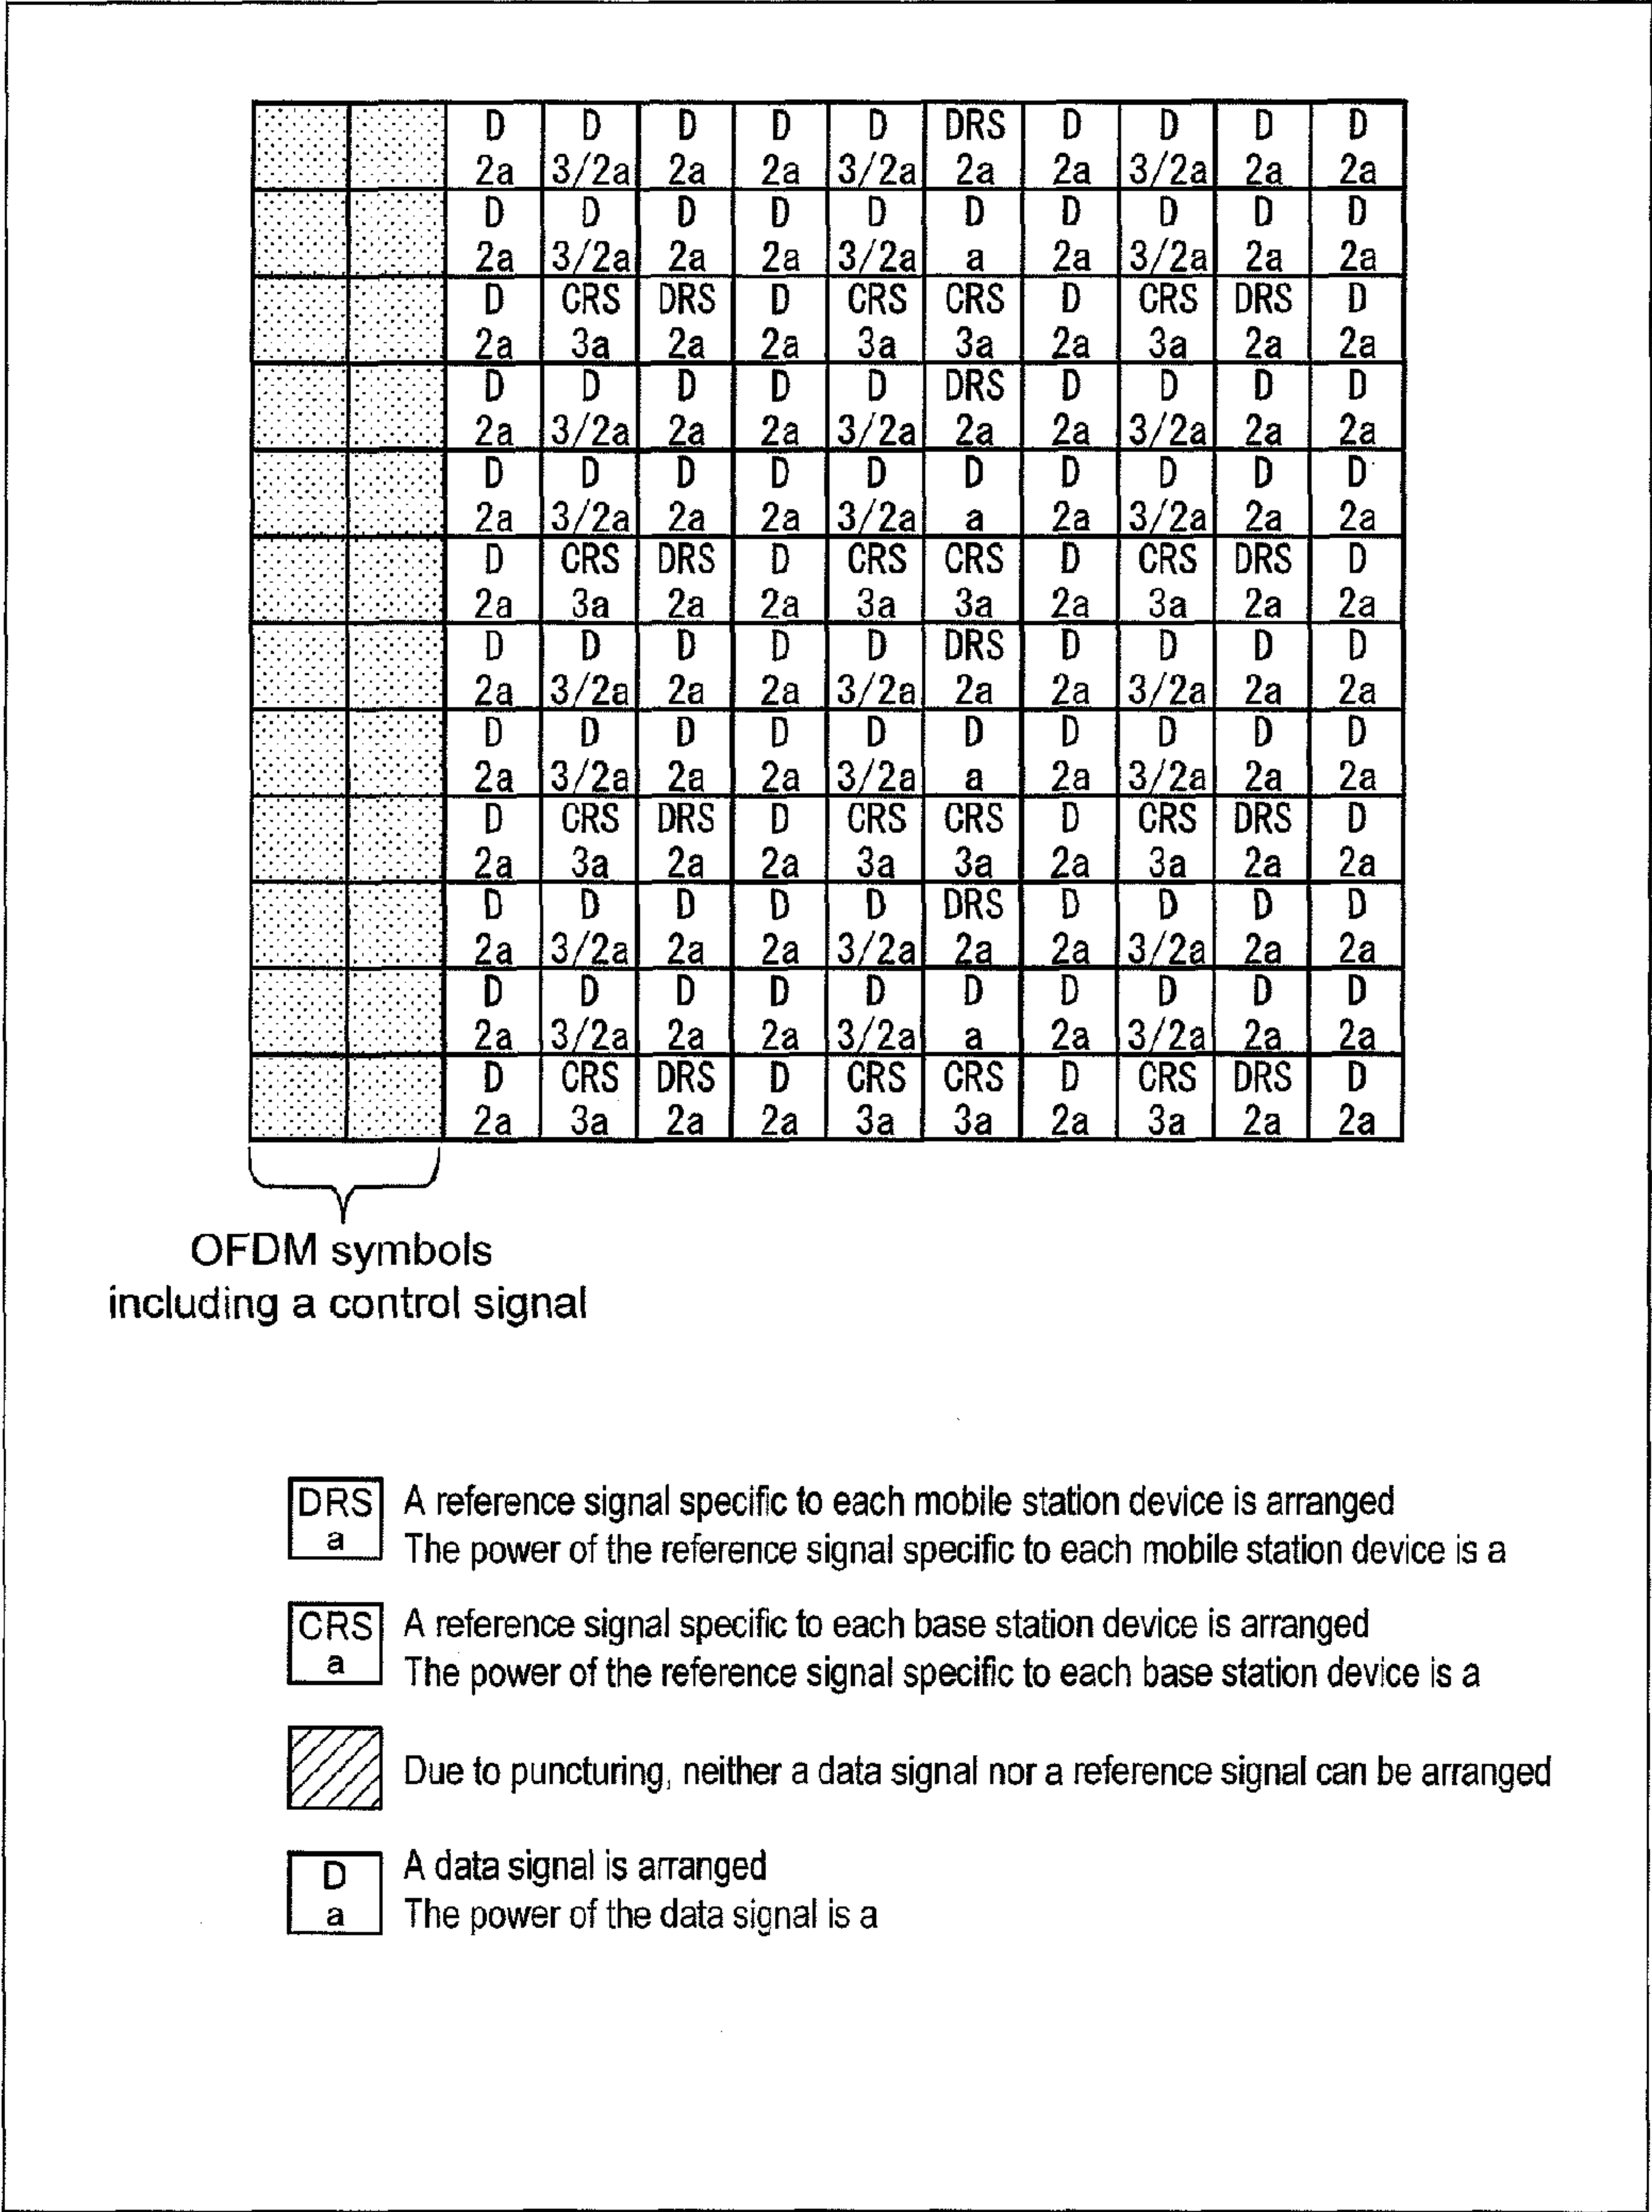 D D D D D DRS D D D D
2a 3/2a 2a 2a 3/2a 2a 2a 3/2a 2a 2a
D D D D D D D D D D
2a 3/2a 2a 2a 3/2a a 2a 3/2a 2a 2a
D CRS DRS D CRS CRS D CRS DRS D
2a 3a 2a 2a 3a 3a 2a 3a 2a 2a
D D D D D DRS D D D D
2a 3/2a 2a 2a 3/2a 2a 2a 3/2a 2a 2a
D D D D D D D D D D
2a 3/2a 2a 2a 3/2a a 2a 3/2a 2a 2a
D CRS DRS D CRS CRS D CRS DRS D
2a 3a 2a 2a 3a 3a 2a 3a 2a 2a
D D D D D DRS D D D D
2a 3/2a 2a 2a 3/2a 2a 2a 3/2a 2a 2a
D D D D D D D D D D
2a 3/2a 2a 2a 3/2a a 2a 3/2a 2a 2a
D CRS DRS D CRS CRS D CRS DRS D
2a 3a 2a 2a 3a 3a 2a 3a 2a 2a
D D D D D DRS D D D D
2a 3/2a 2a 2a 3/2a 2a 2a 3/2a 2a 2a
D D D D D D D D D D
2a 3/2a 2a 2a 3/2a a 2a 3/2a 2a 2a
D CRS DRS D CRS CRS D CRS DRS D
2a 3a 2a 2a 3a 3a 2a 3a 2a 2a
OFDM symbols
including a control signal
DRS A reference signal specific to each mobile station device is arranged
a The power of the reference signal specific to each mobile station device is a
CRS A reference signal specific to each base station device is arranged
a The power of the reference signal specific to each base station device is a
Due to puncturing, neither a data signal nor a reference signal can be arranged
D A data signal is arranged
a The power of the data signal is a